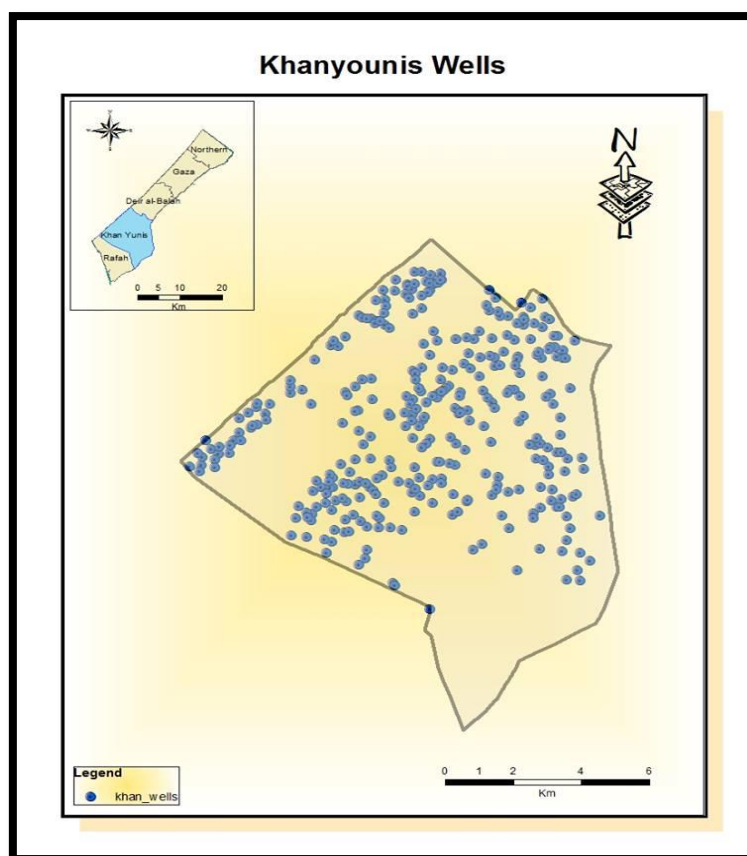 Khanyounis Wells
N
Northern
Gaza
Deir al-Balah
Khan Yunis
Rafah
0 5 10 20
Km
N
Legend
khan_wells
0 1 2 4 6
Km